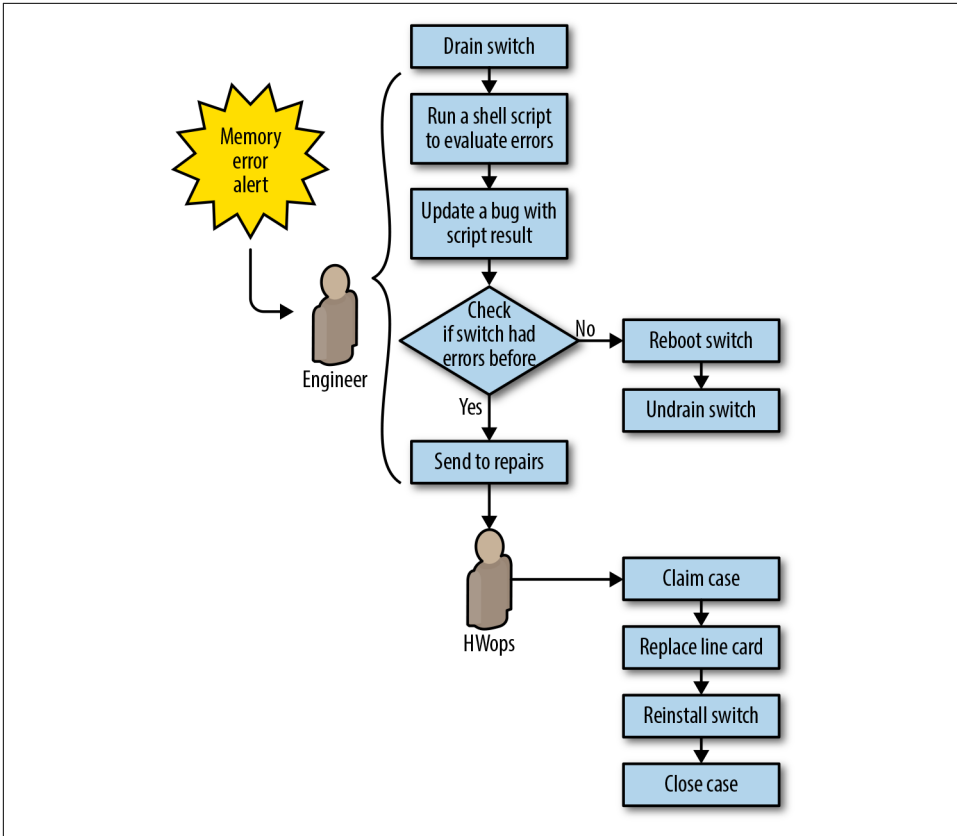 Drain switch
Memory
error
alert
Run a shell script
to evaluate errors
Update a bug with
script result
Engineer
Check
if switch had
errors before
No
Reboot switch
Undrain switch
Yes
Send to repairs
HWops
Claim case
Replace line card
Reinstall switch
Close case